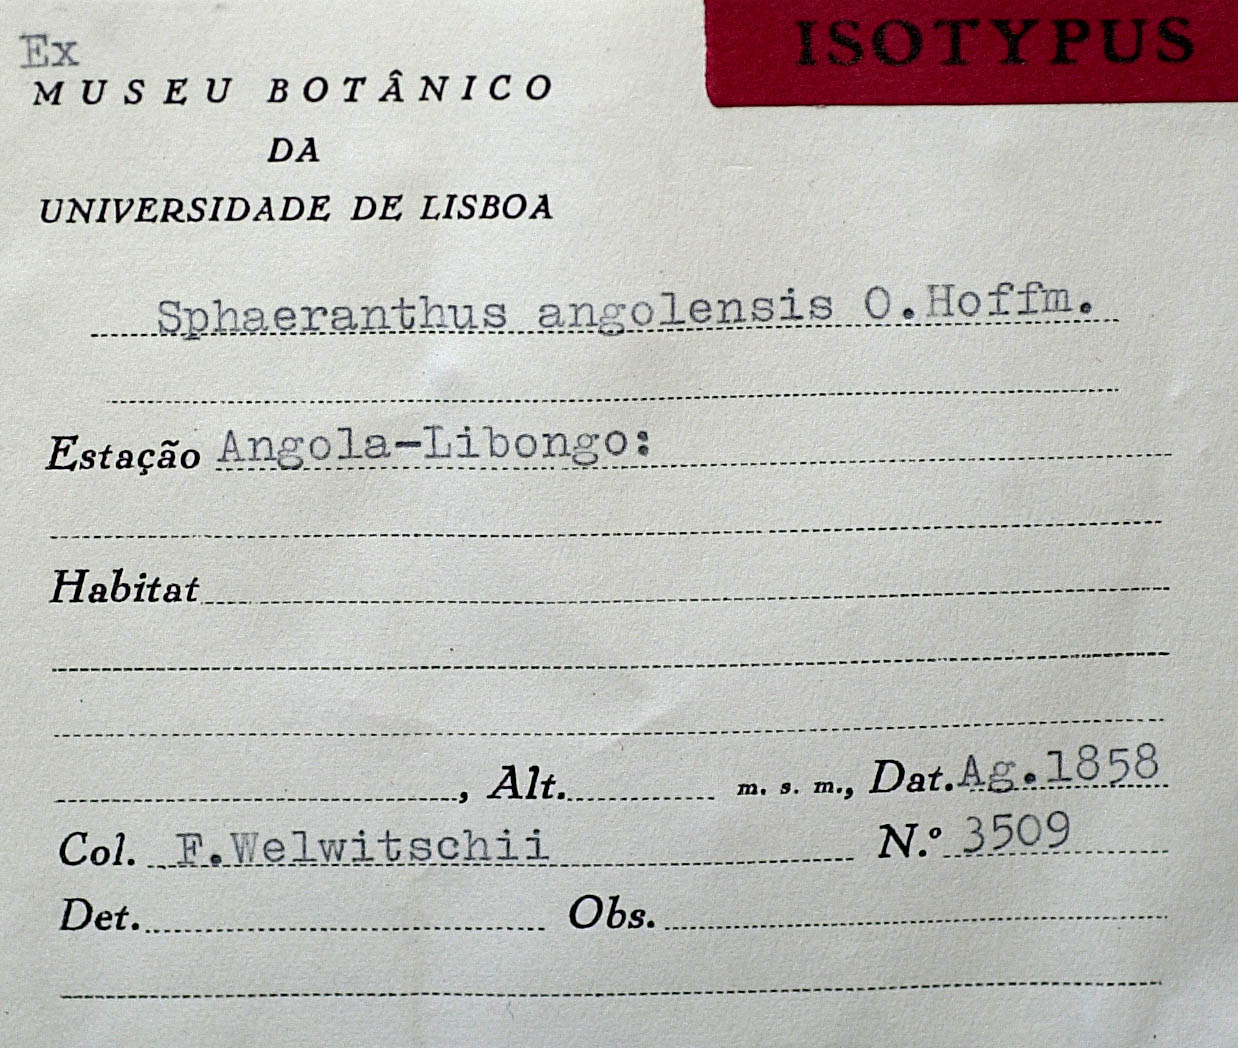 ISOTYPUS
Ex
MUSEU BOTÂNICO
DA
UNIVERSIDADE DE LISBOA
Sphaeranthus angolensis O.Hoffm.
Estação Angola-Libongo:
Habitat
, Alt. m. s. m., Dat. Ag.1858
Col. F.Welwitschii N.º 3509
Det. Obs.